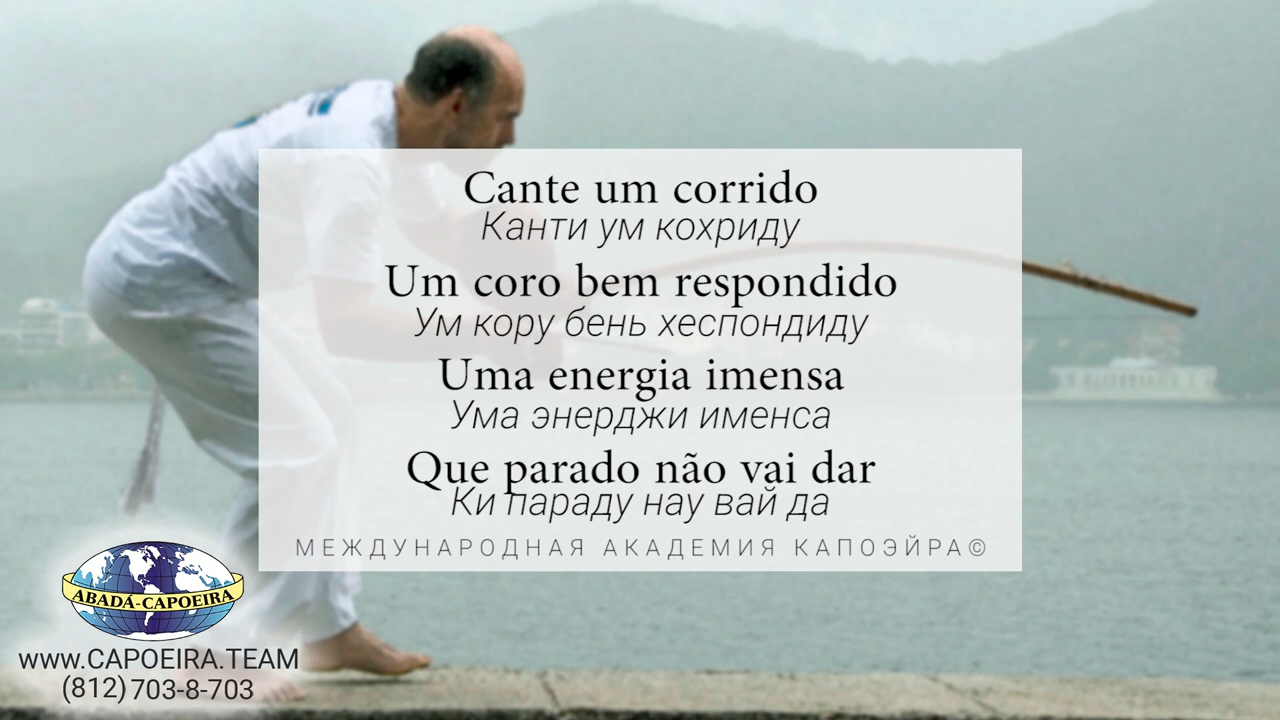 Cante um corrido
Канти ум кохриду
Um coro bem respondido
Ум кору бень хеспондиду
Uma energia imensa
Ума энерджи именса
Que parado não vai dar
Ки параду нау вай да
МЕЖДУНАРОДНАЯ АКАДЕМИЯ КАПОЭЙРА©
ABADÁ-CAPOEIRA
www.CAPOEIRA.TEAM
(812) 703-8-703